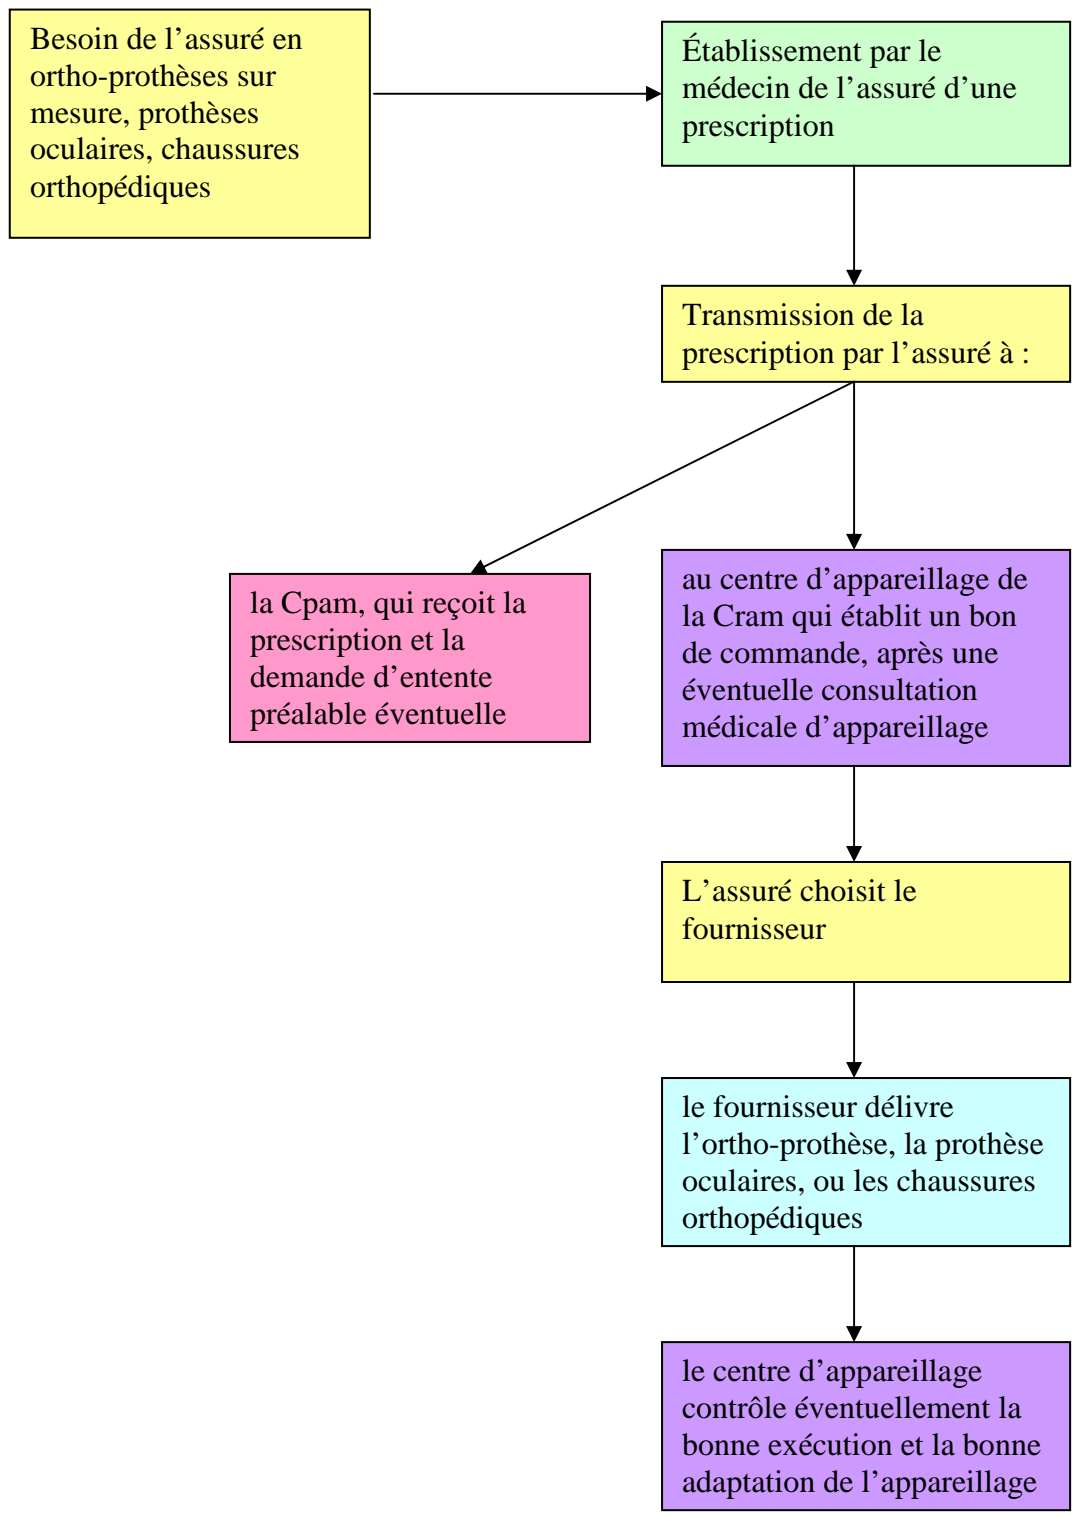 Besoin de l’assuré en
ortho-prothèses sur
mesure, prothèses
oculaires, chaussures
orthopédiques
Établissement par le
médecin de l’assuré d’une
prescription
Transmission de la
prescription par l’assuré à :
la Cpam, qui reçoit la
prescription et la
demande d’entente
préalable éventuelle
au centre d’appareillage de
la Cram qui établit un bon
de commande, après une
éventuelle consultation
médicale d’appareillage
L’assuré choisit le
fournisseur
le fournisseur délivre
l’ortho-prothèse, la prothèse
oculaires, ou les chaussures
orthopédiques
le centre d’appareillage
contrôle éventuellement la
bonne exécution et la bonne
adaptation de l’appareillage